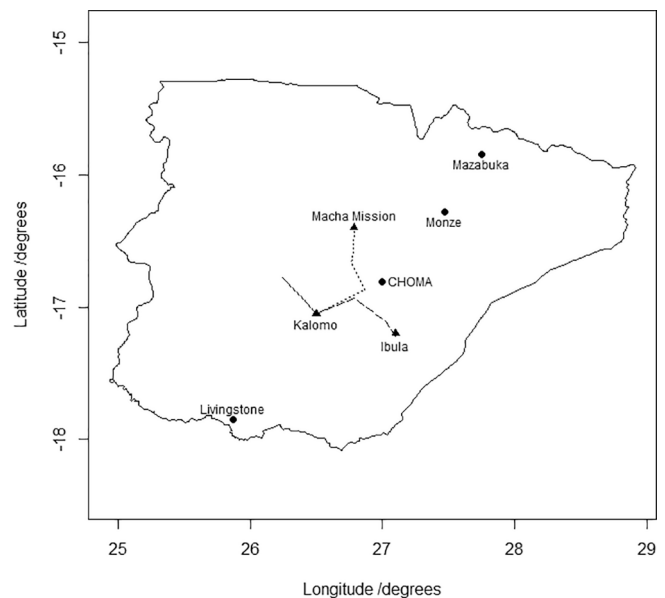 -15
-16
-17
-18
Latitude /degrees
Mazabuka
Macha Mission
Monze
CHOMA
Kalomo
Ibula
Livingstone
25 26 27 28 29
Longitude /degrees